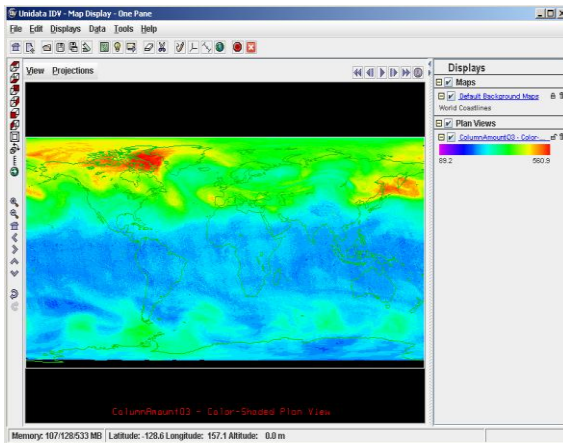 Unidata IDV - Map Display - One Pane
File Edit Displays Data Tools Help
View Projections
Displays
Maps
Default Background Maps
World Coastlines
Plan Views
ColumnAmountO3 - Color-...
89.2 560.9
ColumnAmountO3 - Color-Shaded Plan View
Memory: 107/128/533 MB Latitude: -128.6 Longitude: 157.1 Altitude: 0.0 m